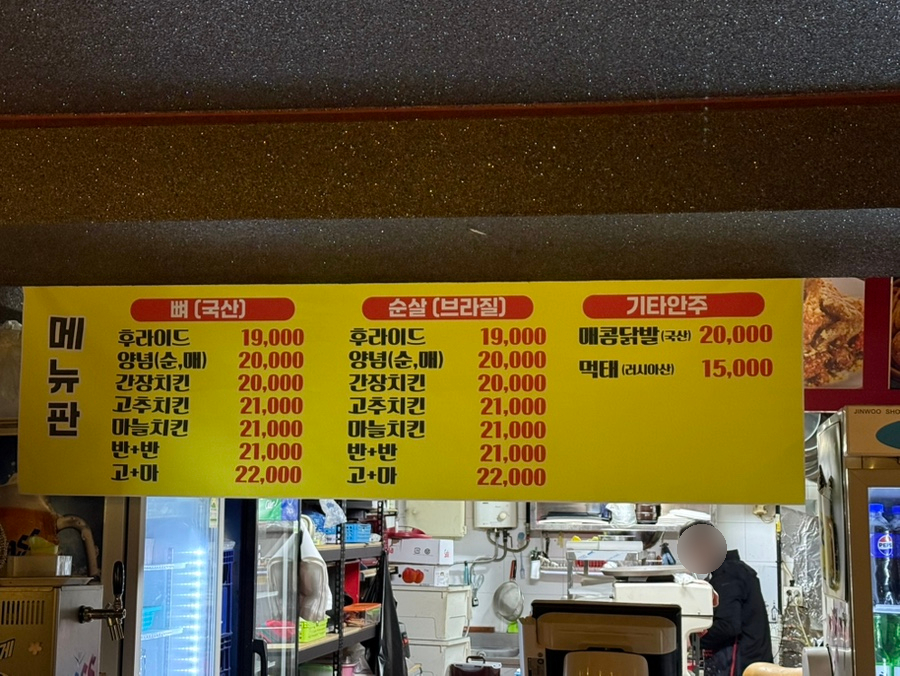 메뉴판
뼈 (국산)
후라이드 19,000
양념(순,매) 20,000
간장치킨 20,000
고추치킨 21,000
마늘치킨 21,000
반+반 21,000
고+마 22,000
순살 (브라질)
후라이드 19,000
양념(순,매) 20,000
간장치킨 20,000
고추치킨 21,000
마늘치킨 21,000
반+반 21,000
고+마 22,000
기타안주
매콤닭발 (국산) 20,000
먹태 (러시아산) 15,000
JINWOO
pepsi